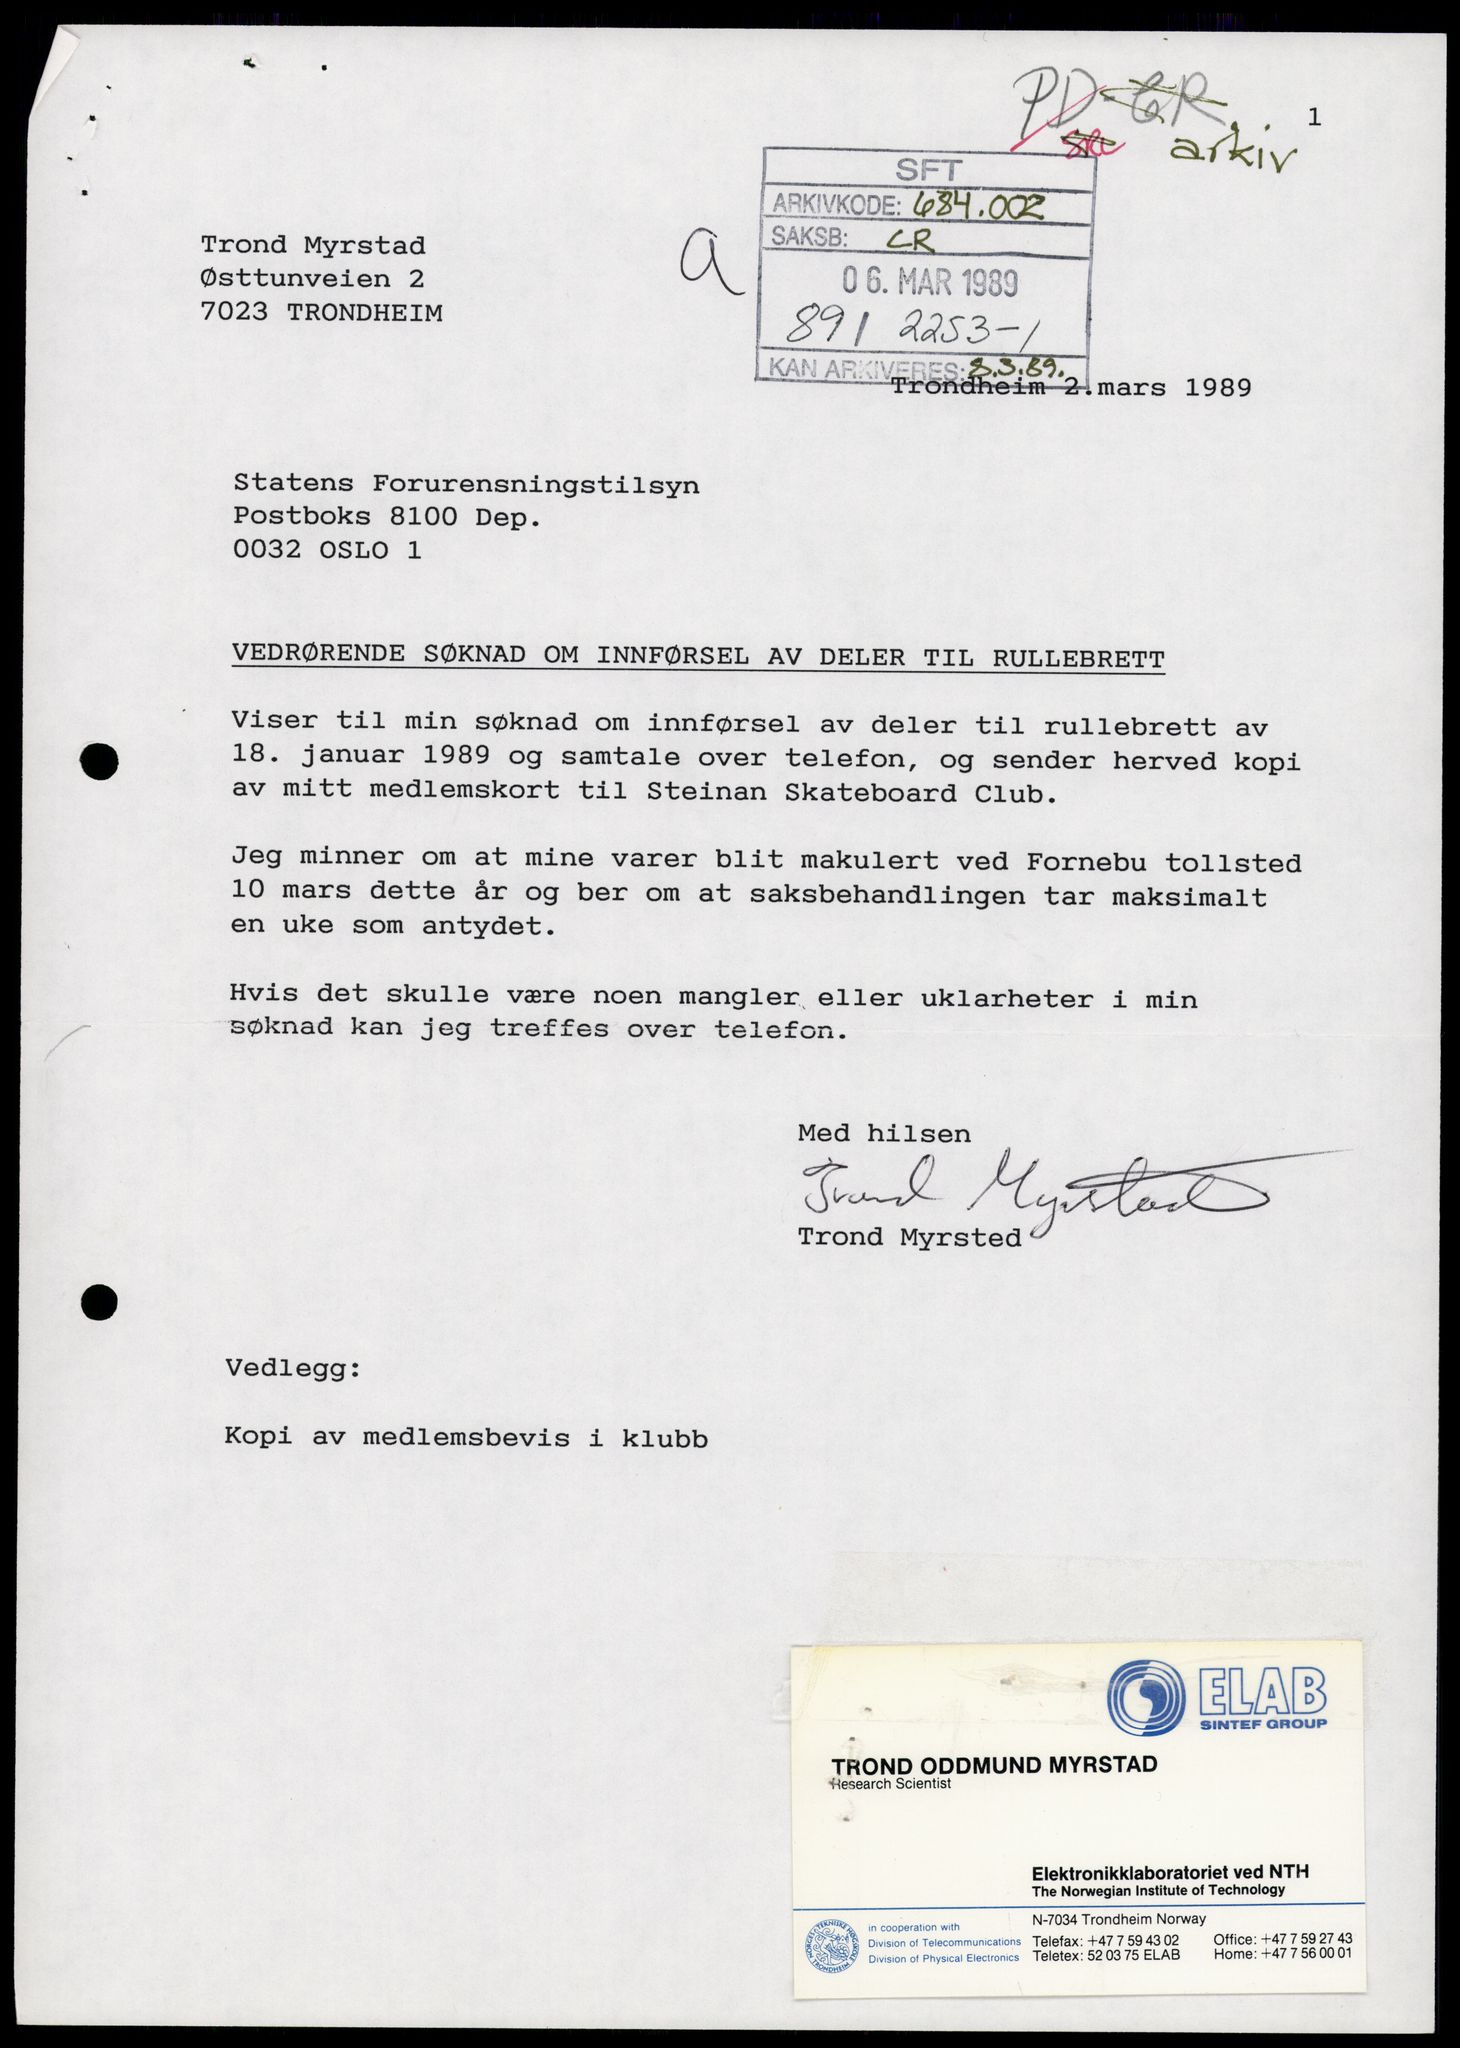 PD-CR
1
arkiv
SFT
ARKIVKODE: 684.002
SAKSB: CR
06. MAR 1989
a
89/ 2253-1
KAN ARKIVERES: 8.3.89.
Trond Myrstad
Østtunveien 2
7023 TRONDHEIM
Trondheim 2.mars 1989
Statens Forurensningstilsyn
Postboks 8100 Dep.
0032 OSLO 1
VEDRØRENDE SØKNAD OM INNFØRSEL AV DELER TIL RULLEBRETT
Viser til min søknad om innførsel av deler til rullebrett av
18. januar 1989 og samtale over telefon, og sender herved kopi
av mitt medlemskort til Steinan Skateboard Club.
Jeg minner om at mine varer blit makulert ved Fornebu tollsted
10 mars dette år og ber om at saksbehandlingen tar maksimalt
en uke som antydet.
Hvis det skulle være noen mangler eller uklarheter i min
søknad kan jeg treffes over telefon.
Med hilsen
Trond Myrstad
Trond Myrsted
Vedlegg:
Kopi av medlemsbevis i klubb
ELAB
SINTEF GROUP
TROND ODDMUND MYRSTAD
Research Scientist
Elektronikklaboratoriet ved NTH
The Norwegian Institute of Technology
NORGES TEKNISKE HØGSKOLE TRONDHEIM
in cooperation with
Division of Telecommunications
Division of Physical Electronics
N-7034 Trondheim Norway
Telefax: +47 7 59 43 02 Office: +47 7 59 27 43
Teletex: 52 03 75 ELAB Home: +47 7 56 00 01